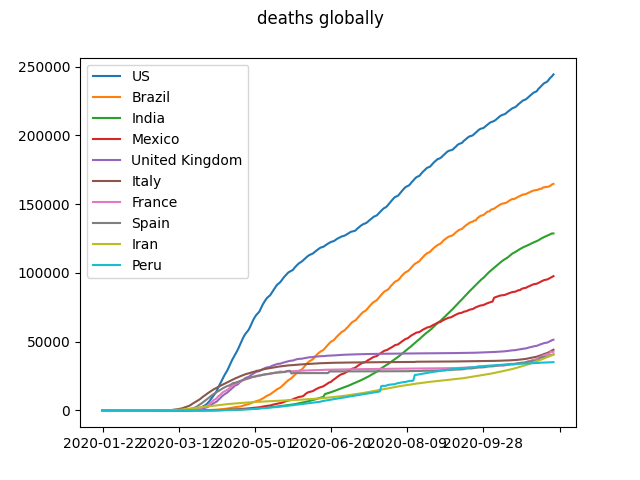 deaths globally
250000
200000
150000
100000
50000
0
US
Brazil
India
Mexico
United Kingdom
Italy
France
Spain
Iran
Peru
2020-01-22 2020-03-12 2020-05-01 2020-06-20 2020-08-09 2020-09-28